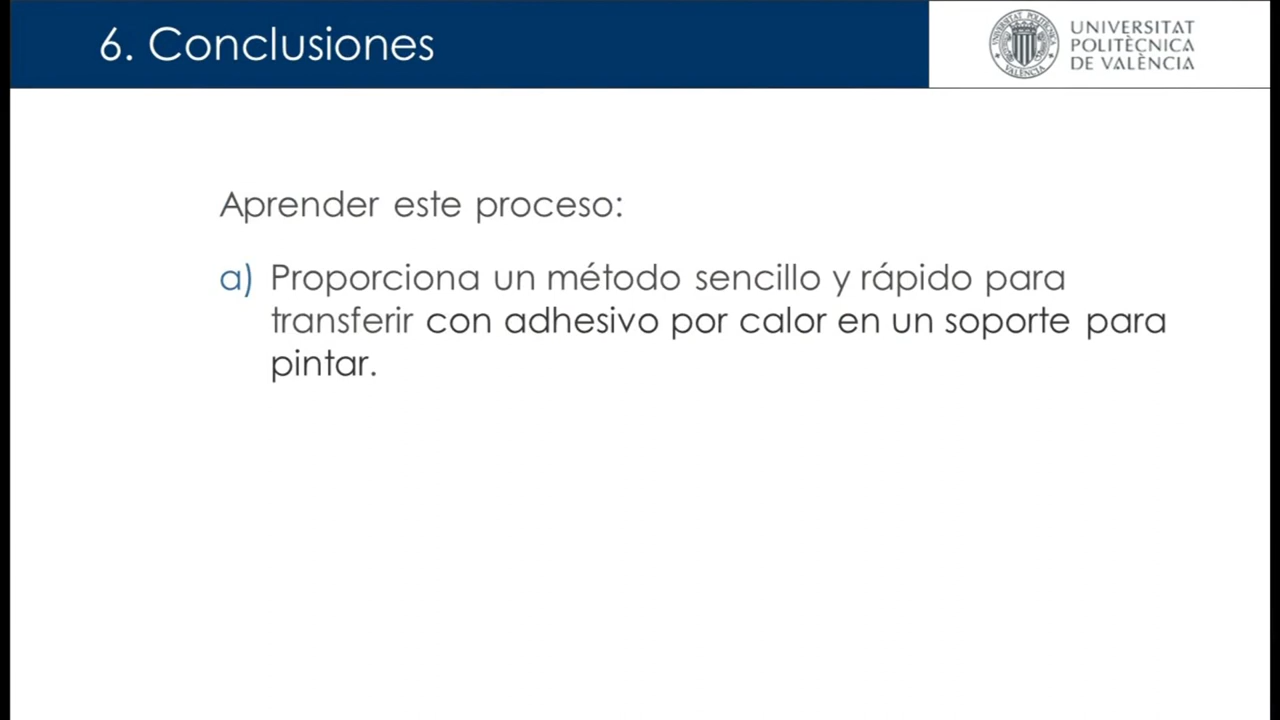 6. Conclusiones
UNIVERSITAT
POLITÈCNICA
DE VALÈNCIA
Aprender este proceso:
a) Proporciona un método sencillo y rápido para
transferir con adhesivo por calor en un soporte para
pintar.